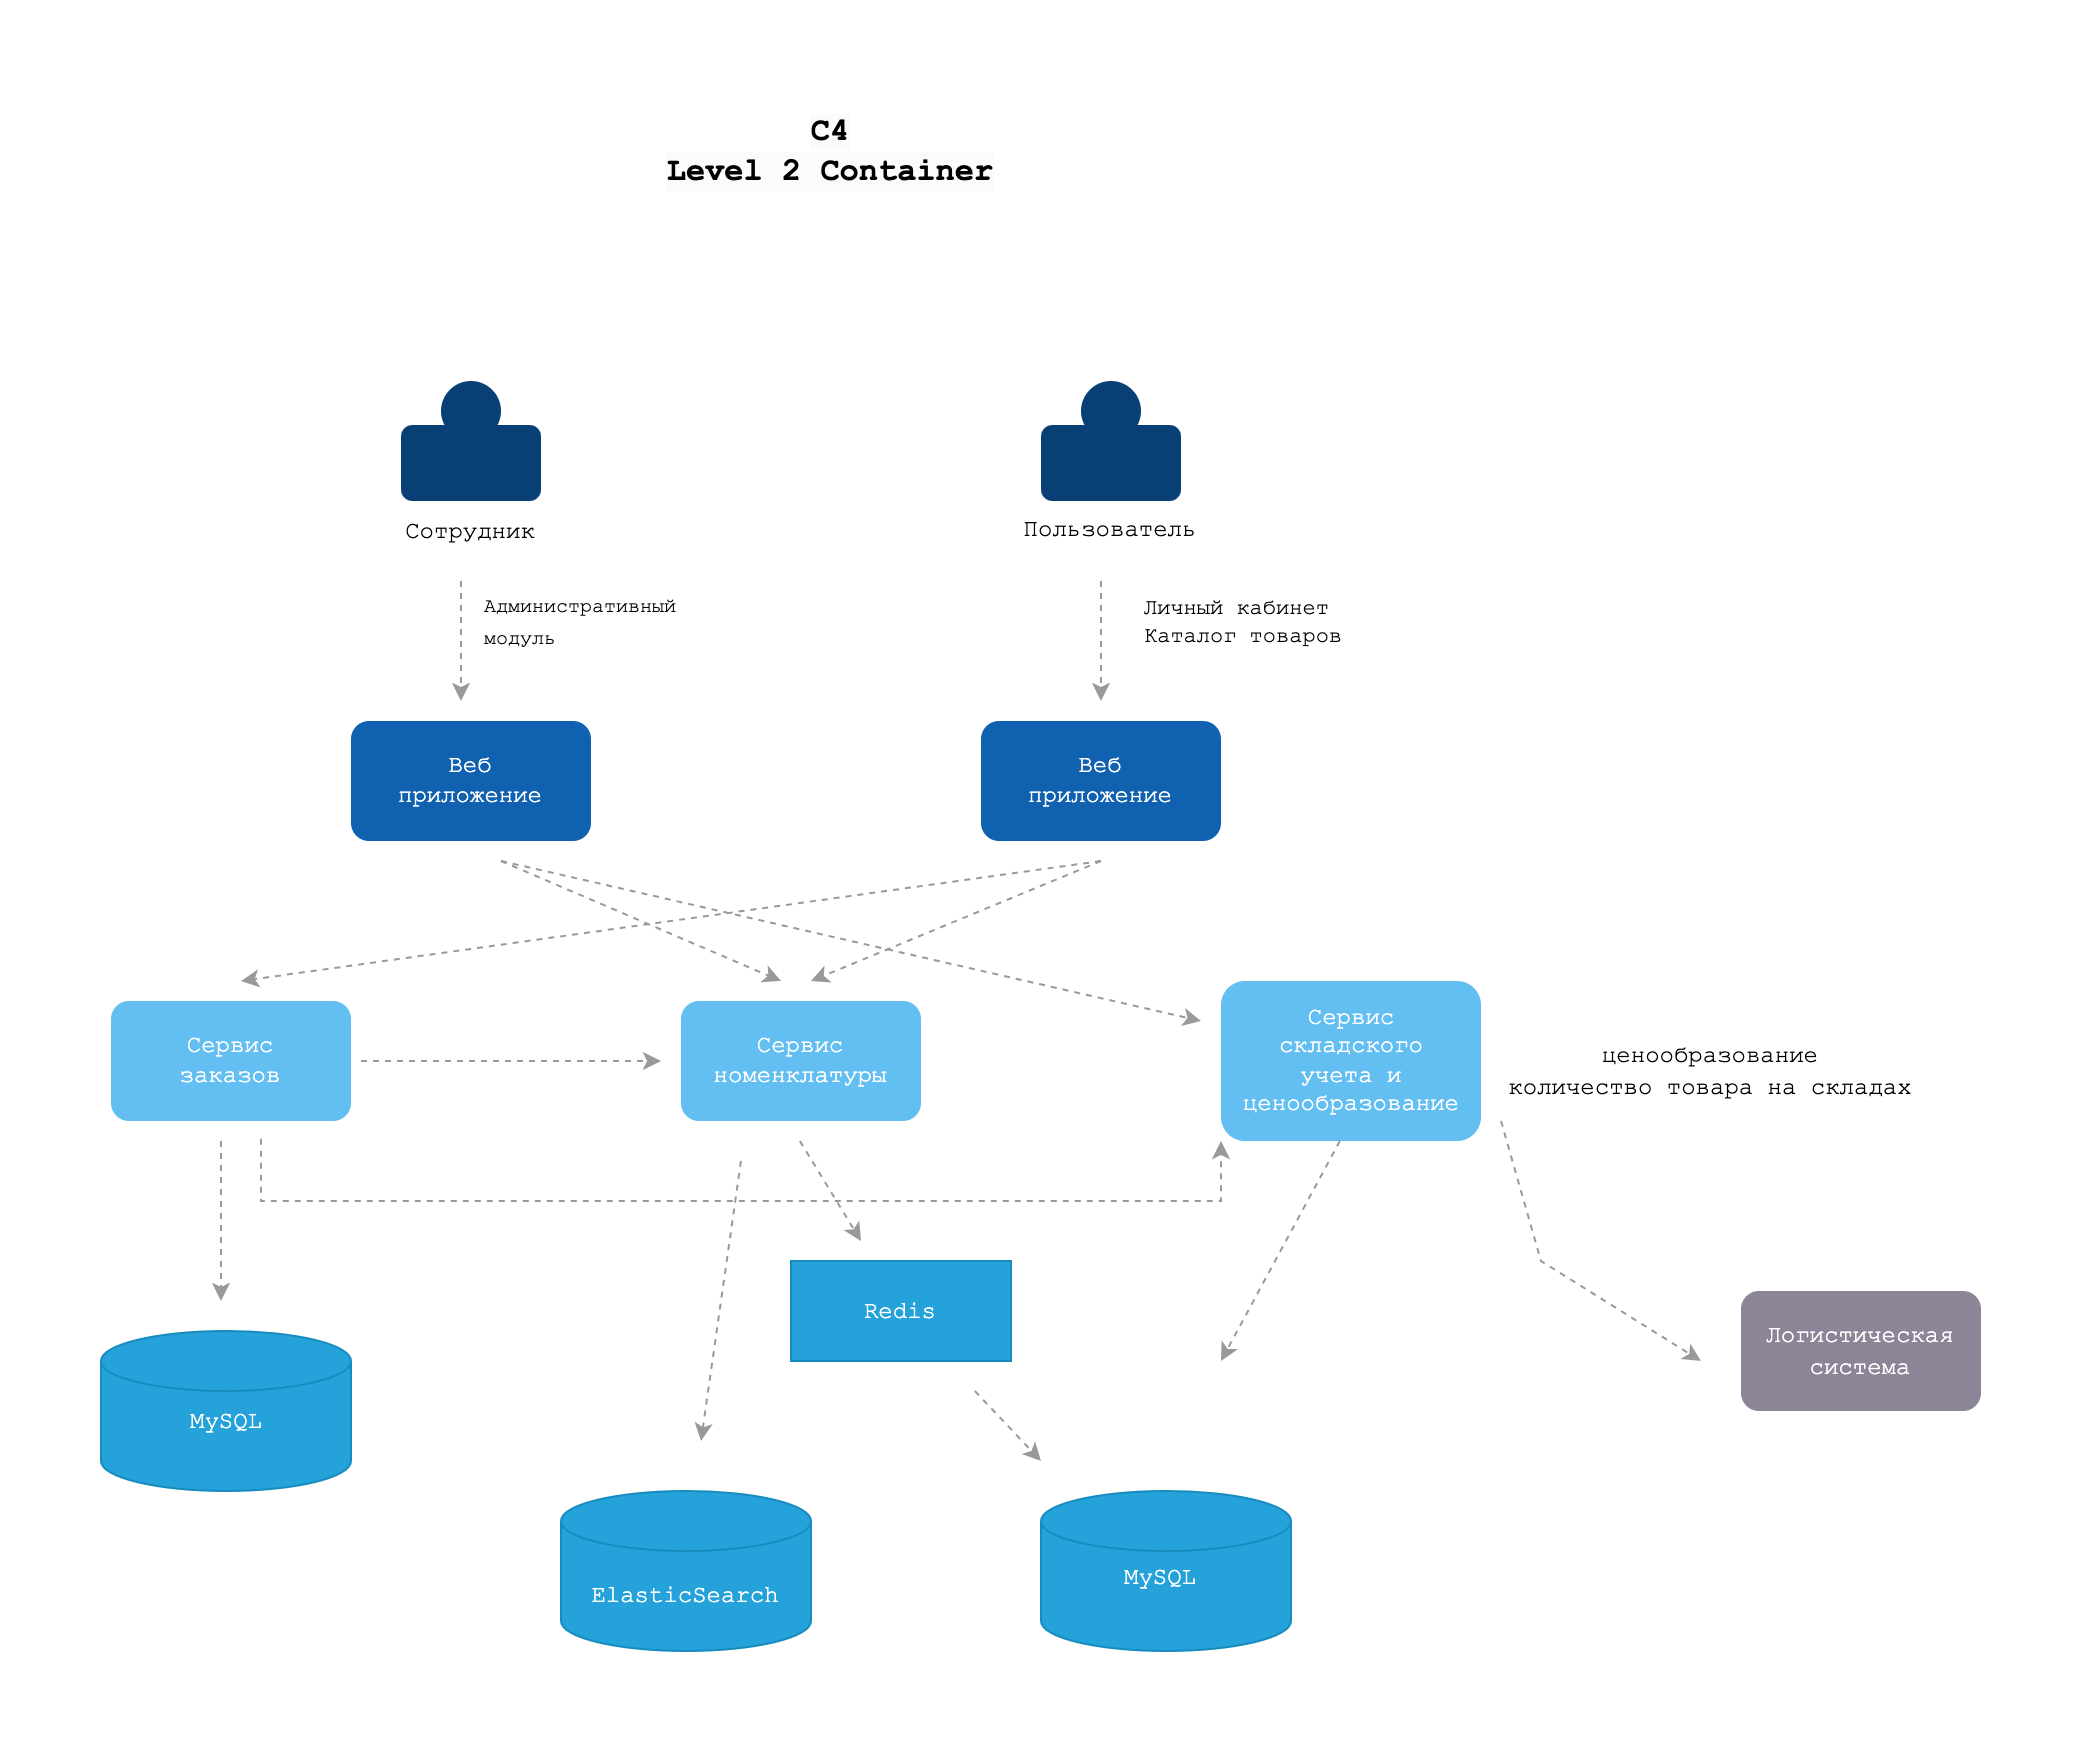 C4
Level 2 Container
Сотрудник
Пользователь
Административный
модуль
Личный кабинет
Каталог товаров
Веб
приложение
Веб
приложение
Сервис
заказов
Сервис
номенклатуры
Сервис
складского
учета и
ценообразование
ценообразование
количество товара на складах
Redis
Логистическая
система
MySQL
ElasticSearch
MySQL